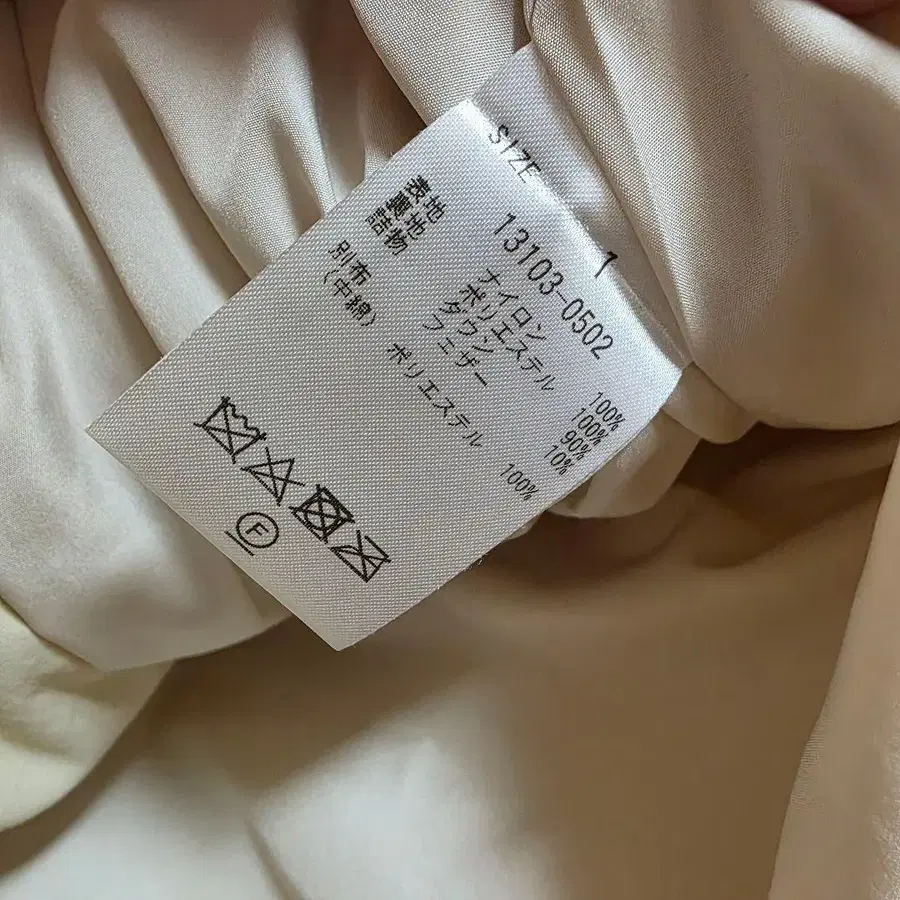 SIZE 1
13103-0502
表地 ナイロン 100%
裏地 ポリエステル 100%
詰物 ダウン 90%
フェザー 10%
別布
(中綿) ポリエステル 100%
F